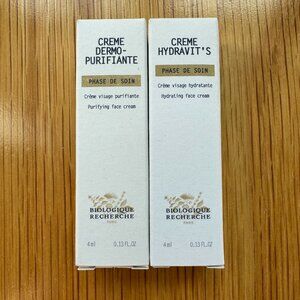 CREME
DERMO-
PURIFIANTE
PHASE DE SOIN
Crème visage purifiante
Purifying face cream
BIOLOGIQUE
RECHERCHE
PARIS
4 ml 0.13 fl.OZ
CREME
HYDRAVIT'S
PHASE DE SOIN
Crème visage hydratante
Hydrating face cream
BIOLOGIQUE
RECHERCHE
PARIS
4 ml 0.13 fl.OZ